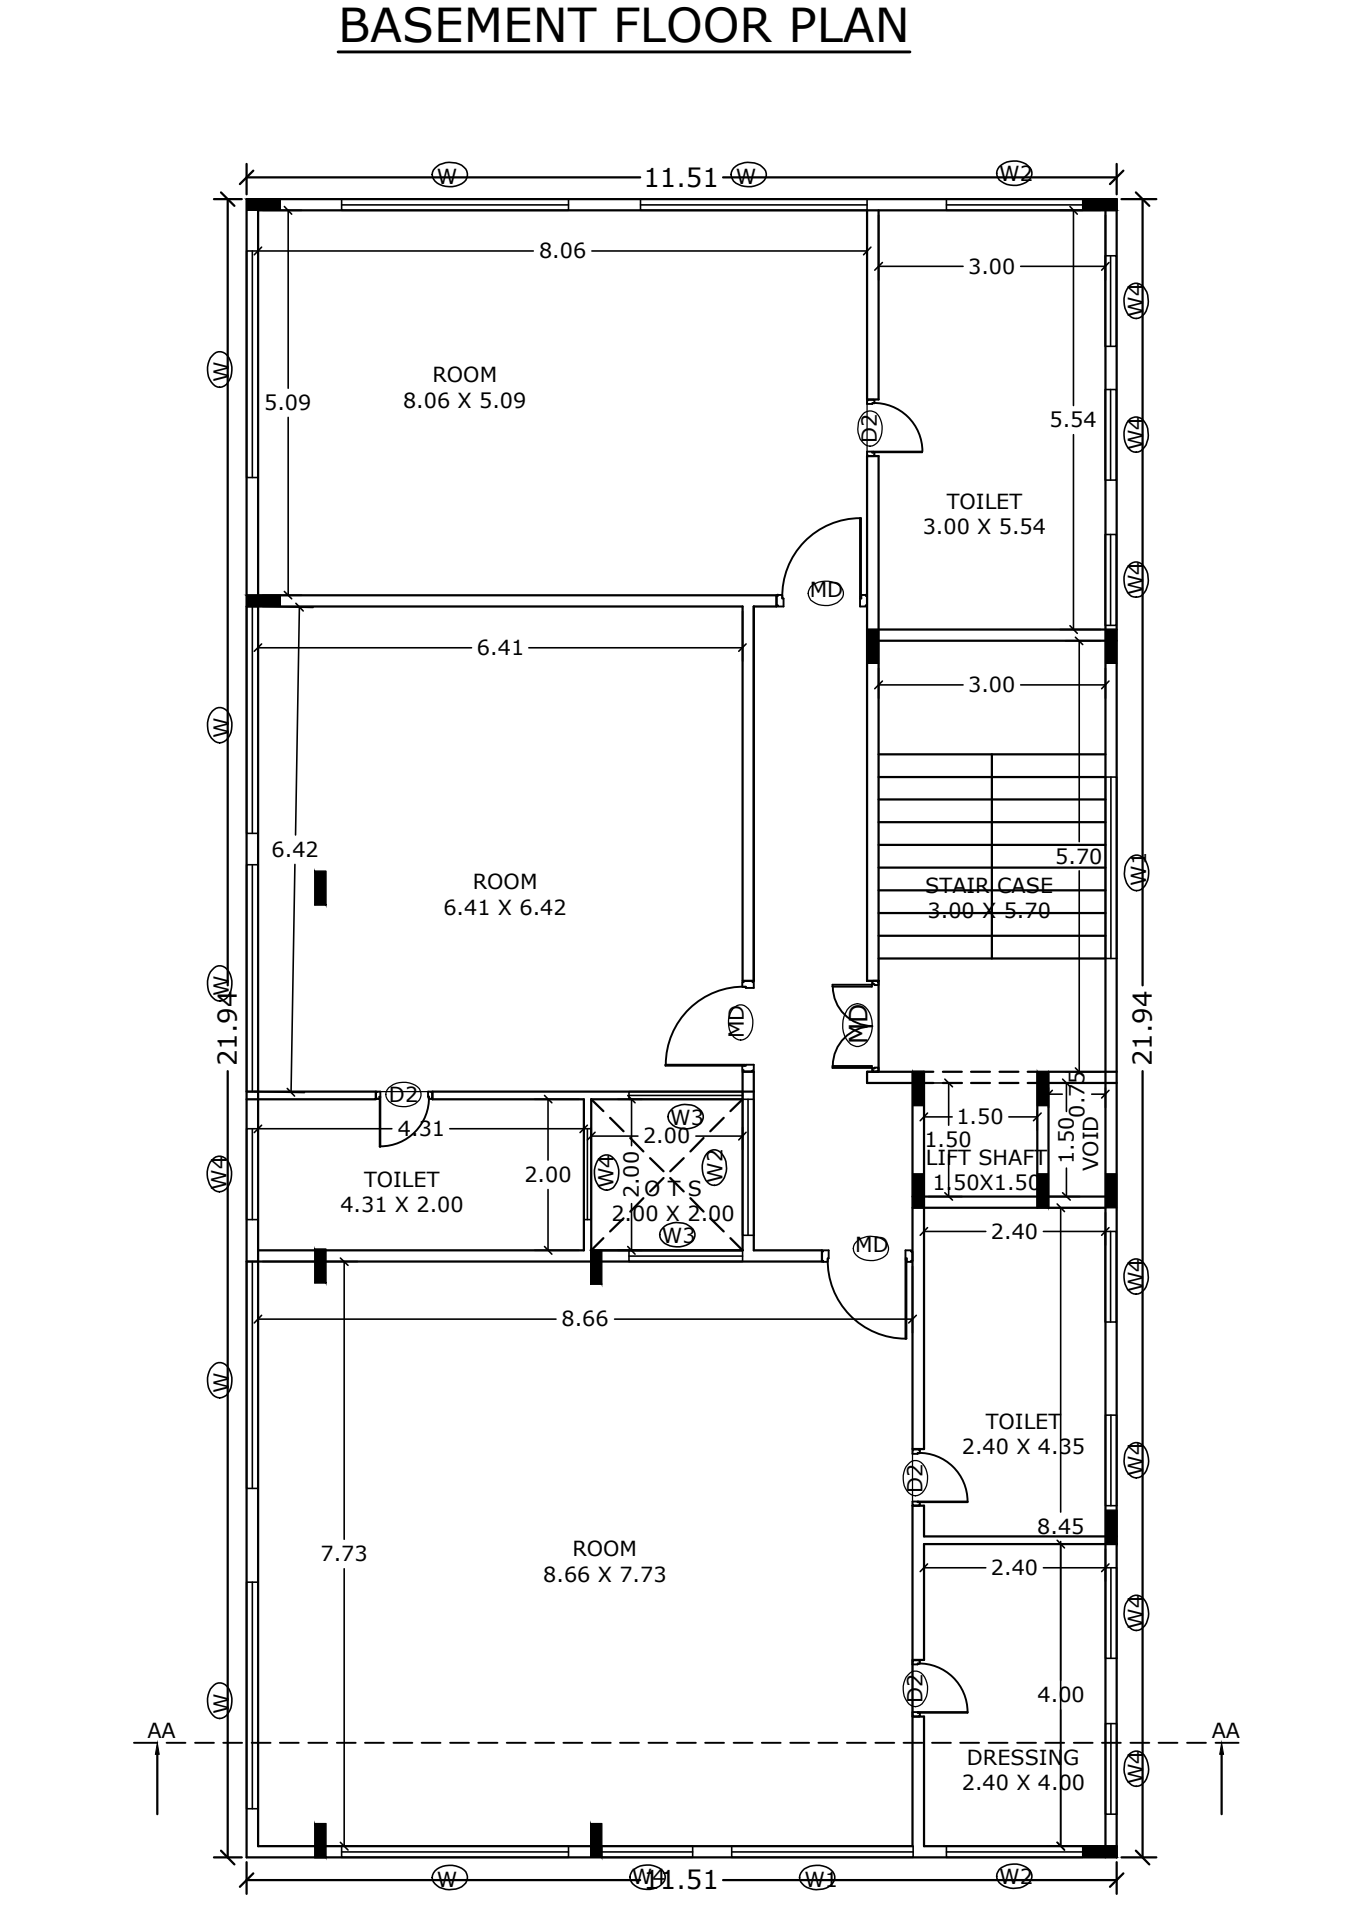 BASEMENT FLOOR PLAN
W
11.51
W
W2
8.06
3.00
W4
W
5.09
ROOM
8.06 X 5.09
D2
5.54
W4
TOILET
3.00 X 5.54
MD
W4
6.41
3.00
W
6.42
ROOM
6.41 X 6.42
5.70
STAIR CASE
3.00 X 5.70
W1
W
21.94
MD
MD
21.94
D2
4.31
W3
2.00
1.50
0.75
1.50
1.50
VOID
LIFT SHAFT
1.50X1.50
W4
TOILET
4.31 X 2.00
2.00
W4
2.00
W2
O T S
2.00 X 2.00
W3
MD
2.40
W4
8.66
W
TOILET
2.40 X 4.35
W4
D2
8.45
7.73
ROOM
8.66 X 7.73
2.40
W4
W
D2
4.00
AA
AA
DRESSING
2.40 X 4.00
W4
W
W4
11.51
W1
W2